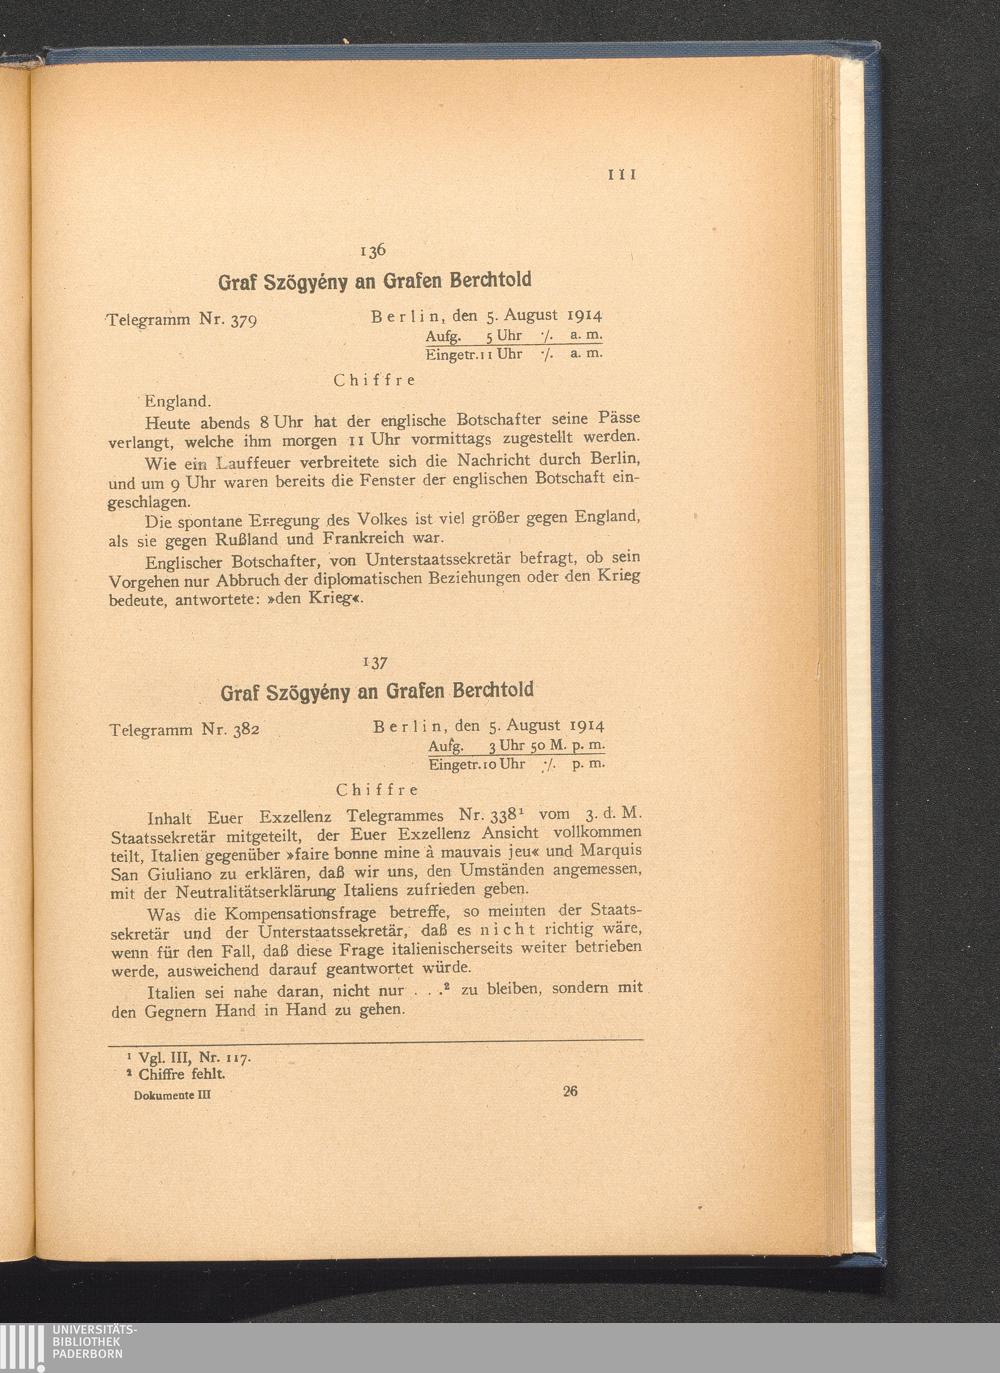 111
136
Graf Szögyény an Grafen Berchtold
Telegramm Nr. 379
Berlin, den 5. August 1914
Aufg. 5 Uhr ·/. a. m.
Eingetr. 11 Uhr ·/. a. m.
Chiffre
England.
Heute abends 8 Uhr hat der englische Botschafter seine Pässe
verlangt, welche ihm morgen 11 Uhr vormittags zugestellt werden.
Wie ein Lauffeuer verbreitete sich die Nachricht durch Berlin,
und um 9 Uhr waren bereits die Fenster der englischen Botschaft ein-
geschlagen.
Die spontane Erregung des Volkes ist viel größer gegen England,
als sie gegen Rußland und Frankreich war.
Englischer Botschafter, von Unterstaatssekretär befragt, ob sein
Vorgehen nur Abbruch der diplomatischen Beziehungen oder den Krieg
bedeute, antwortete: »den Krieg«.
137
Graf Szögyény an Grafen Berchtold
Telegramm Nr. 382
Berlin, den 5. August 1914
Aufg. 3 Uhr 50 M. p. m.
Eingetr. 10 Uhr ·/. p. m.
Chiffre
Inhalt Euer Exzellenz Telegrammes Nr. 338¹ vom 3. d. M.
Staatssekretär mitgeteilt, der Euer Exzellenz Ansicht vollkommen
teilt, Italien gegenüber »faire bonne mine à mauvais jeu« und Marquis
San Giuliano zu erklären, daß wir uns, den Umständen angemessen,
mit der Neutralitätserklärung Italiens zufrieden geben.
Was die Kompensationsfrage betreffe, so meinten der Staats-
sekretär und der Unterstaatssekretär, daß es nicht richtig wäre,
wenn für den Fall, daß diese Frage italienischerseits weiter betrieben
werde, ausweichend darauf geantwortet würde.
Italien sei nahe daran, nicht nur . . .² zu bleiben, sondern mit
den Gegnern Hand in Hand zu gehen.
¹ Vgl. III, Nr. 117.
² Chiffre fehlt.
Dokumente III
26
UNIVERSITÄTS-
BIBLIOTHEK
PADERBORN